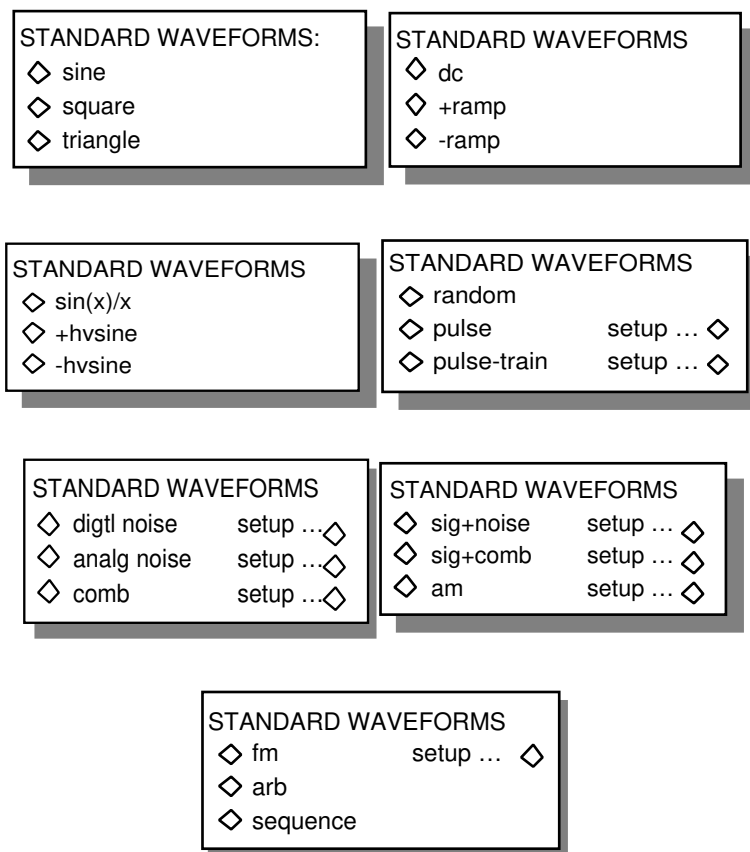 STANDARD WAVEFORMS:
sine
square
triangle
STANDARD WAVEFORMS
dc
+ramp
-ramp
STANDARD WAVEFORMS
sin(x)/x
+hvsine
-hvsine
STANDARD WAVEFORMS
random
pulse setup …
pulse-train setup …
STANDARD WAVEFORMS
digtl noise setup …
analg noise setup …
comb setup …
STANDARD WAVEFORMS
sig+noise setup …
sig+comb setup …
am setup …
STANDARD WAVEFORMS
fm setup …
arb
sequence